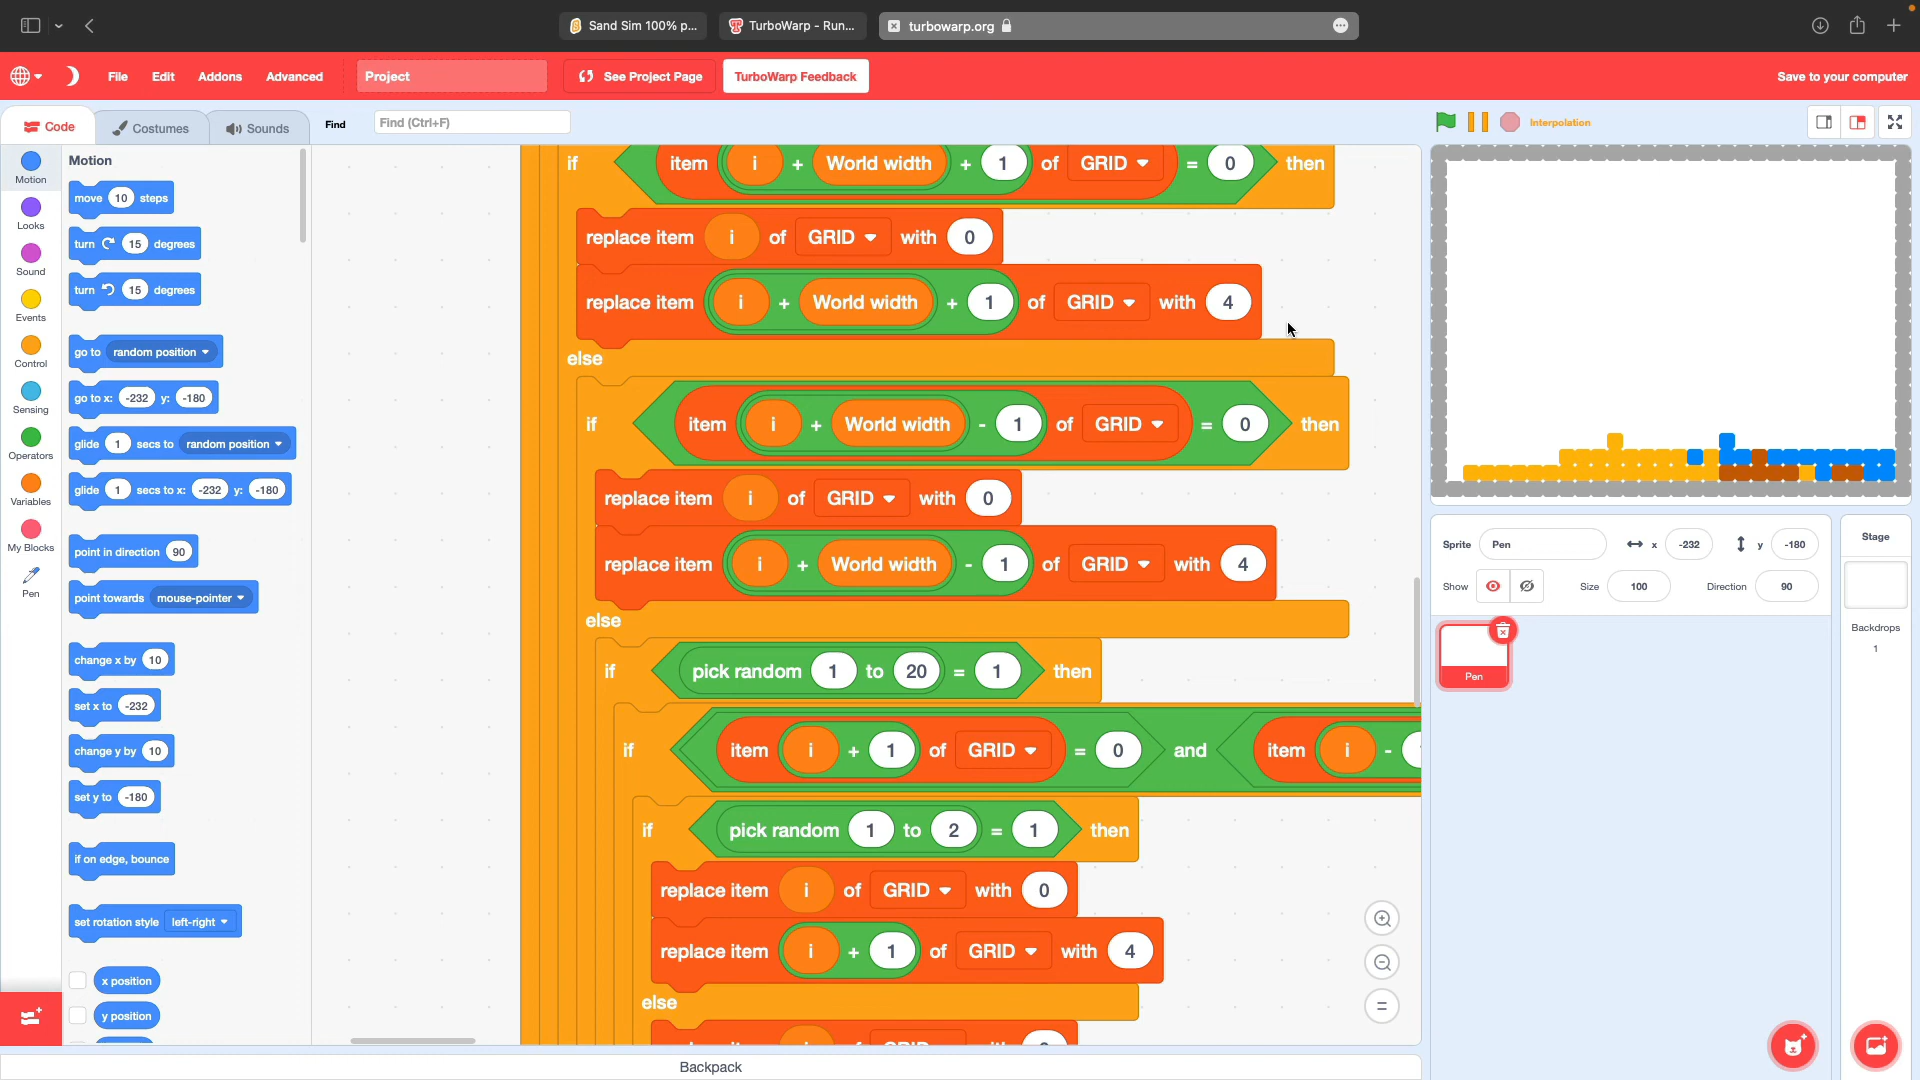 Sand Sim 100% p...
TurboWarp - Run...
turbowarp.org
File Edit Addons Advanced Project See Project Page TurboWarp Feedback Save to your computer
Code Costumes Sounds Find Find (Ctrl+F) Interpolation
Motion
Looks
Sound
Events
Control
Sensing
Operators
Variables
My Blocks
Pen
Motion
move 10 steps
turn 15 degrees
turn 15 degrees
go to random position
go to x: -232 y: -180
glide 1 secs to random position
glide 1 secs to x: -232 y: -180
point in direction 90
point towards mouse-pointer
change x by 10
set x to -232
change y by 10
set y to -180
if on edge, bounce
set rotation style left-right
x position
y position
if item i + World width + 1 of GRID = 0 then
replace item i of GRID with 0
replace item i + World width + 1 of GRID with 4
else
if item i + World width - 1 of GRID = 0 then
replace item i of GRID with 0
replace item i + World width - 1 of GRID with 4
else
if pick random 1 to 20 = 1 then
if item i + 1 of GRID = 0 and item i -
if pick random 1 to 2 = 1 then
replace item i of GRID with 0
replace item i + 1 of GRID with 4
else
Backpack
Sprite Pen x -232 y -180
Show Size 100 Direction 90
Pen
Stage
Backdrops
1